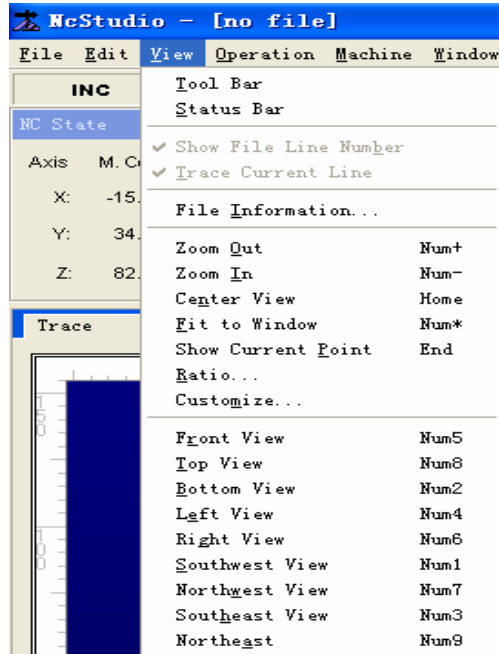 NcStudio - [no file]
File Edit View Operation Machine Window
INC
NC State
Axis M. Co
X: -15.
Y: 34.
Z: 82.
Trace
150
100
Tool Bar
Status Bar
Show File Line Number
Trace Current Line
File Information...
Zoom Out Num+
Zoom In Num-
Center View Home
Fit to Window Num*
Show Current Point End
Ratio...
Customize...
Front View Num5
Top View Num8
Bottom View Num2
Left View Num4
Right View Num6
Southwest View Num1
Northwest View Num7
Southeast View Num3
Northeast Num9